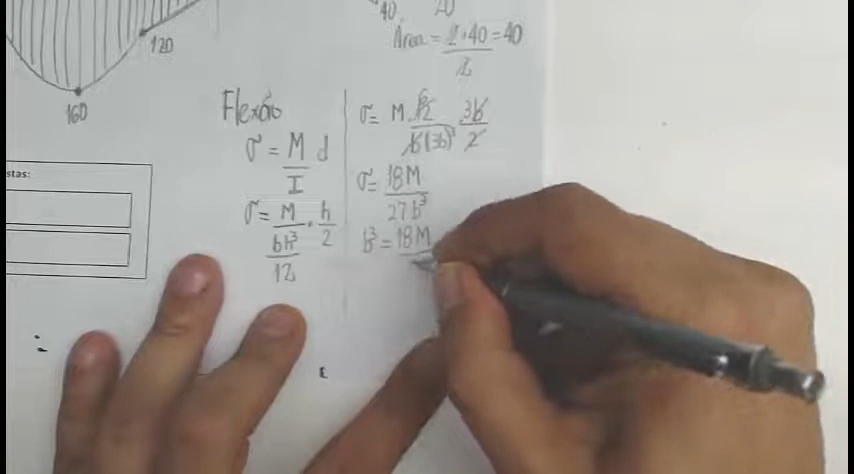 40
20
120
Área = 2·40 = 40
2
160
Flexão
σ = M d
I
σ = M · h
bh³ 2
12
σ = M . 12 3b
b(3b)³ 2
σ = 18M
27b³
b³ = 18M
stas: